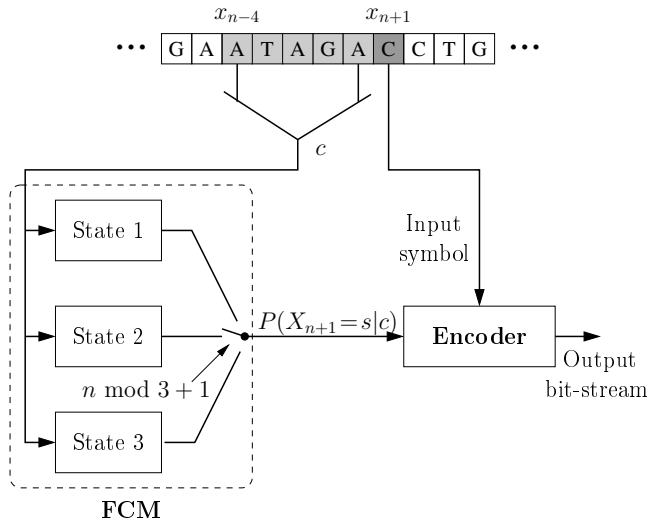 x_{n−4} x_{n+1}
··· G A A T A G A C C T G ···
c
State 1
Input
symbol
State 2
P(X_{n+1}=s|c)
Encoder
n mod 3 + 1
Output
bit-stream
State 3
FCM